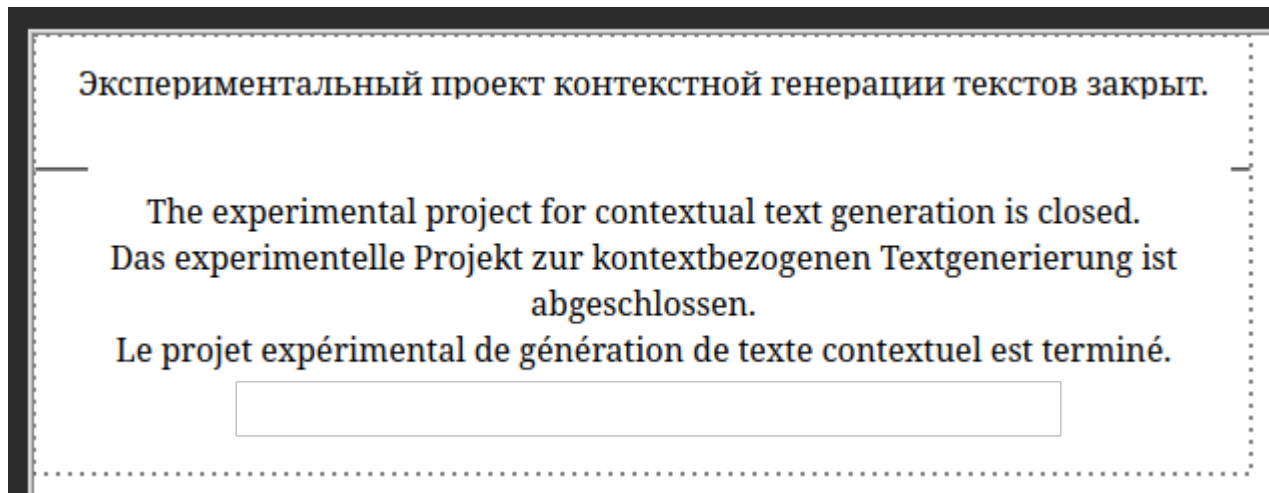 Экспериментальный проект контекстной генерации текстов закрыт.
The experimental project for contextual text generation is closed.
Das experimentelle Projekt zur kontextbezogenen Textgenerierung ist
abgeschlossen.
Le projet expérimental de génération de texte contextuel est terminé.